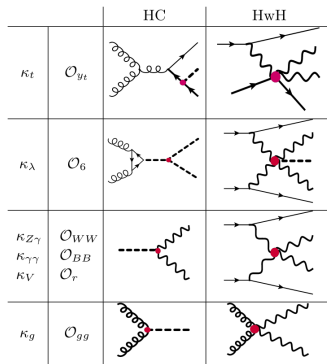 HC HwH
κ_t O_{y_t}
κ_λ O_6
κ_{Zγ} O_{WW}
κ_{γγ} O_{BB}
κ_V O_r
κ_g O_{gg}